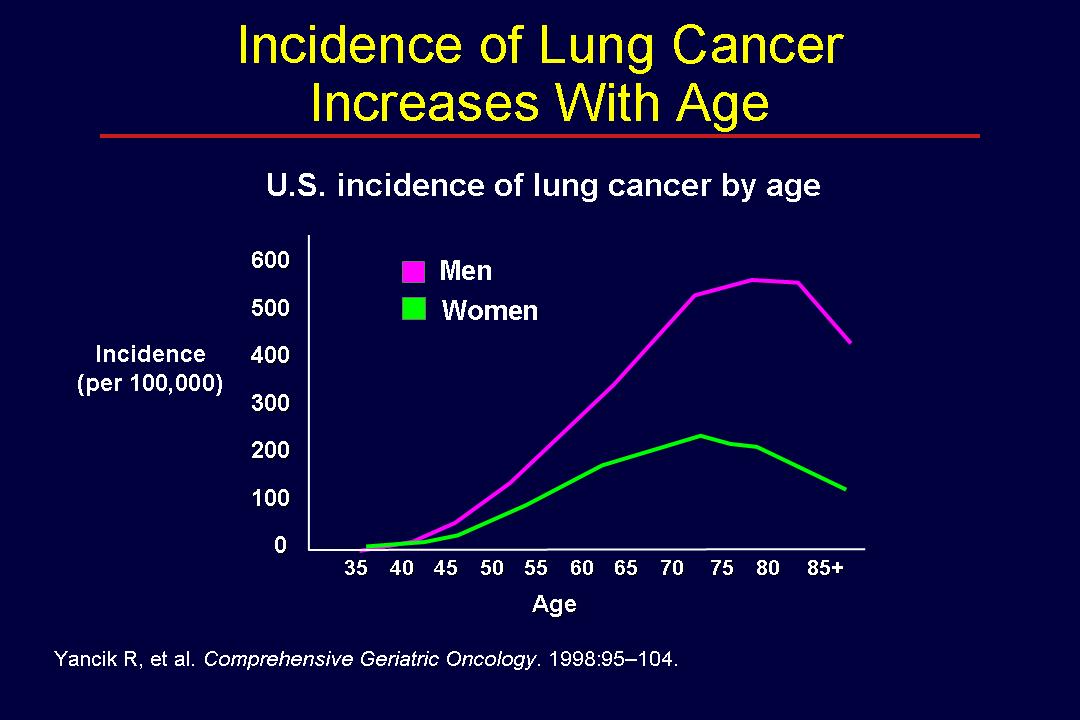 Incidence of Lung Cancer
Increases With Age
U.S. incidence of lung cancer by age
600
500
400
300
200
100
0
Incidence
(per 100,000)
Men
Women
35 40 45 50 55 60 65 70 75 80 85+
Age
Yancik R, et al. Comprehensive Geriatric Oncology. 1998:95–104.